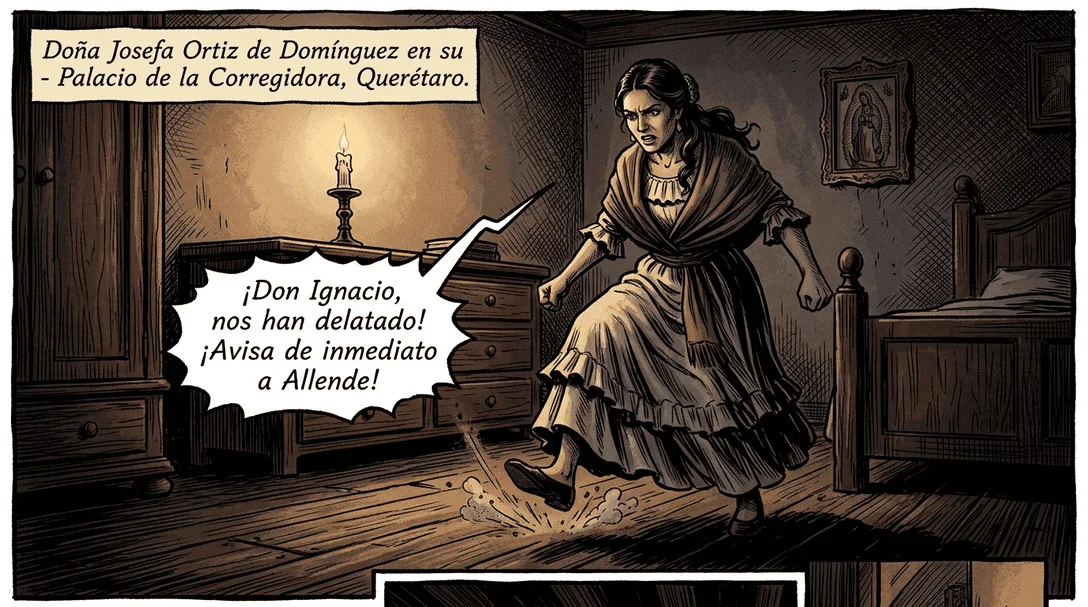 Doña Josefa Ortiz de Domínguez en su
- Palacio de la Corregidora, Querétaro.
¡Don Ignacio,
nos han delatado!
¡Avisa de inmediato
a Allende!